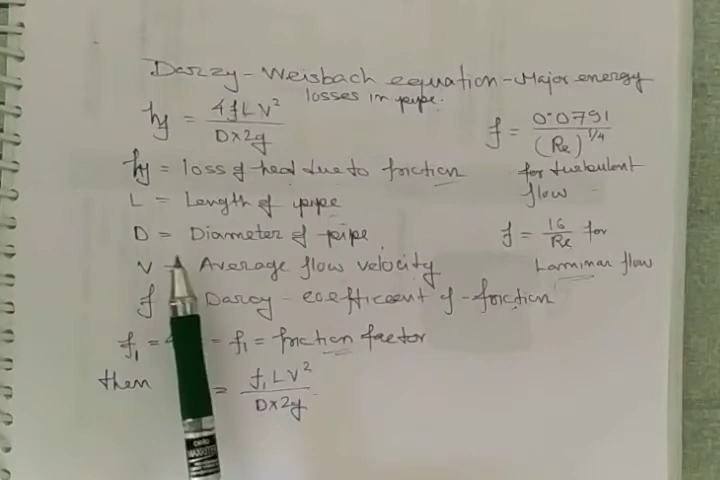 Darzy - Weisbach equation - Major energy
losses in pipe.
hf = 4fLV² / D×2g
f = 0.0791 / (Re)^1/4
for turbulent
flow
hf = loss of head due to friction
L = Length of pipe
D = Diameter of pipe
f = 16/Re for
Laminar flow
V = Average flow velocity
f Darcy - coefficient of - friction
f₁ = = f₁ = friction factor
then = f₁LV² / D×2g
cello